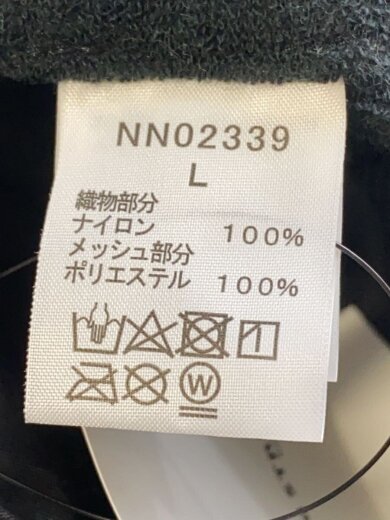 NN02339
L
織物部分
ナイロン 100%
メッシュ部分
ポリエステル 100%
W